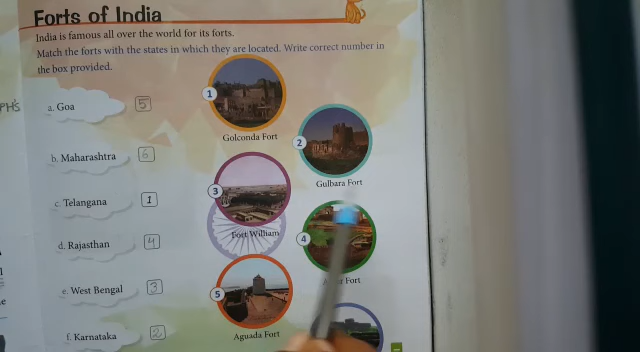 Forts of India
India is famous all over the world for its forts.
Match the forts with the states in which they are located. Write correct number in
the box provided.
PH's
a. Goa 5
1
Golconda Fort
2
b. Maharashtra 6
Gulbara Fort
3
c. Telangana 1
Fort William
4
d. Rajasthan 4
Fort
e. West Bengal 3
5
f. Karnataka 2
Aguada Fort